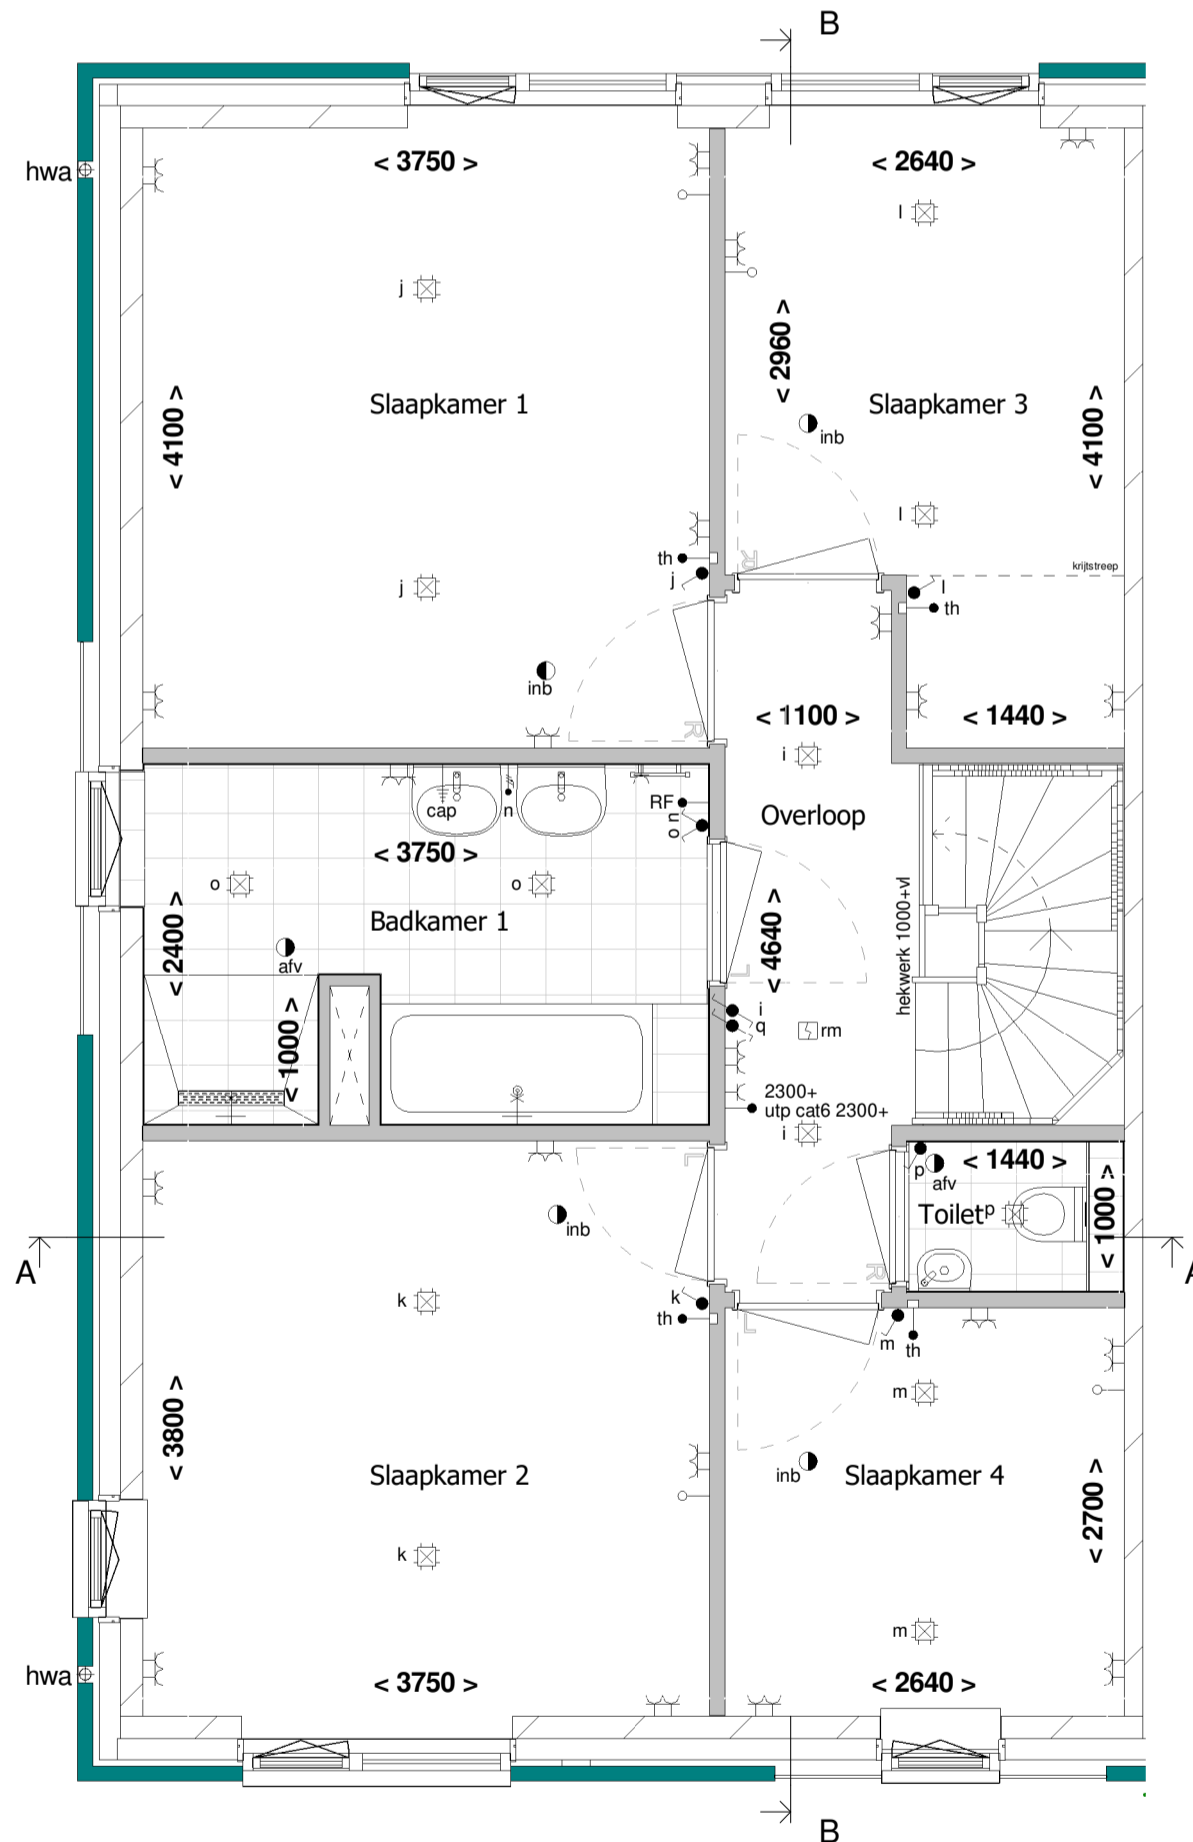 B
hwa
< 3750 >
< 2640 >
l
j
< 2960 >
Slaapkamer 1
Slaapkamer 3
< 4100 >
< 4100 >
inb
l
R
krijtstreep
th
j
j
l
th
inb
R
< 1100 >
< 1440 >
i
RF
cap
n
n
o
Overloop
< 3750 >
o
o
Badkamer 1
< 2400 >
afv
< 4640 >
hekwerk 1000+vl
L
< 1000 >
i
q
rm
2300+
utp cat6 2300+
i
L
p
< 1440 >
afv
Toilet
p
< 1000 >
inb
A
A
R
k
k
th
L
m
th
m
< 3800 >
Slaapkamer 2
inb
Slaapkamer 4
< 2700 >
k
m
hwa
< 3750 >
< 2640 >
B